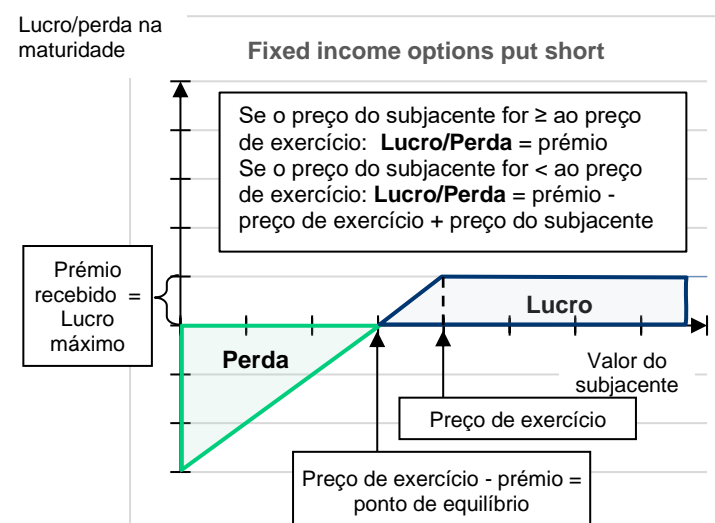 Lucro/perda na
maturidade
Fixed income options put short
Se o preço do subjacente for ≥ ao preço
de exercício: Lucro/Perda = prémio
Se o preço do subjacente for < ao preço
de exercício: Lucro/Perda = prémio -
preço de exercício + preço do subjacente
Prémio
recebido =
Lucro
máximo
Lucro
Perda
Valor do
subjacente
Preço de exercício
Preço de exercício - prémio =
ponto de equilíbrio